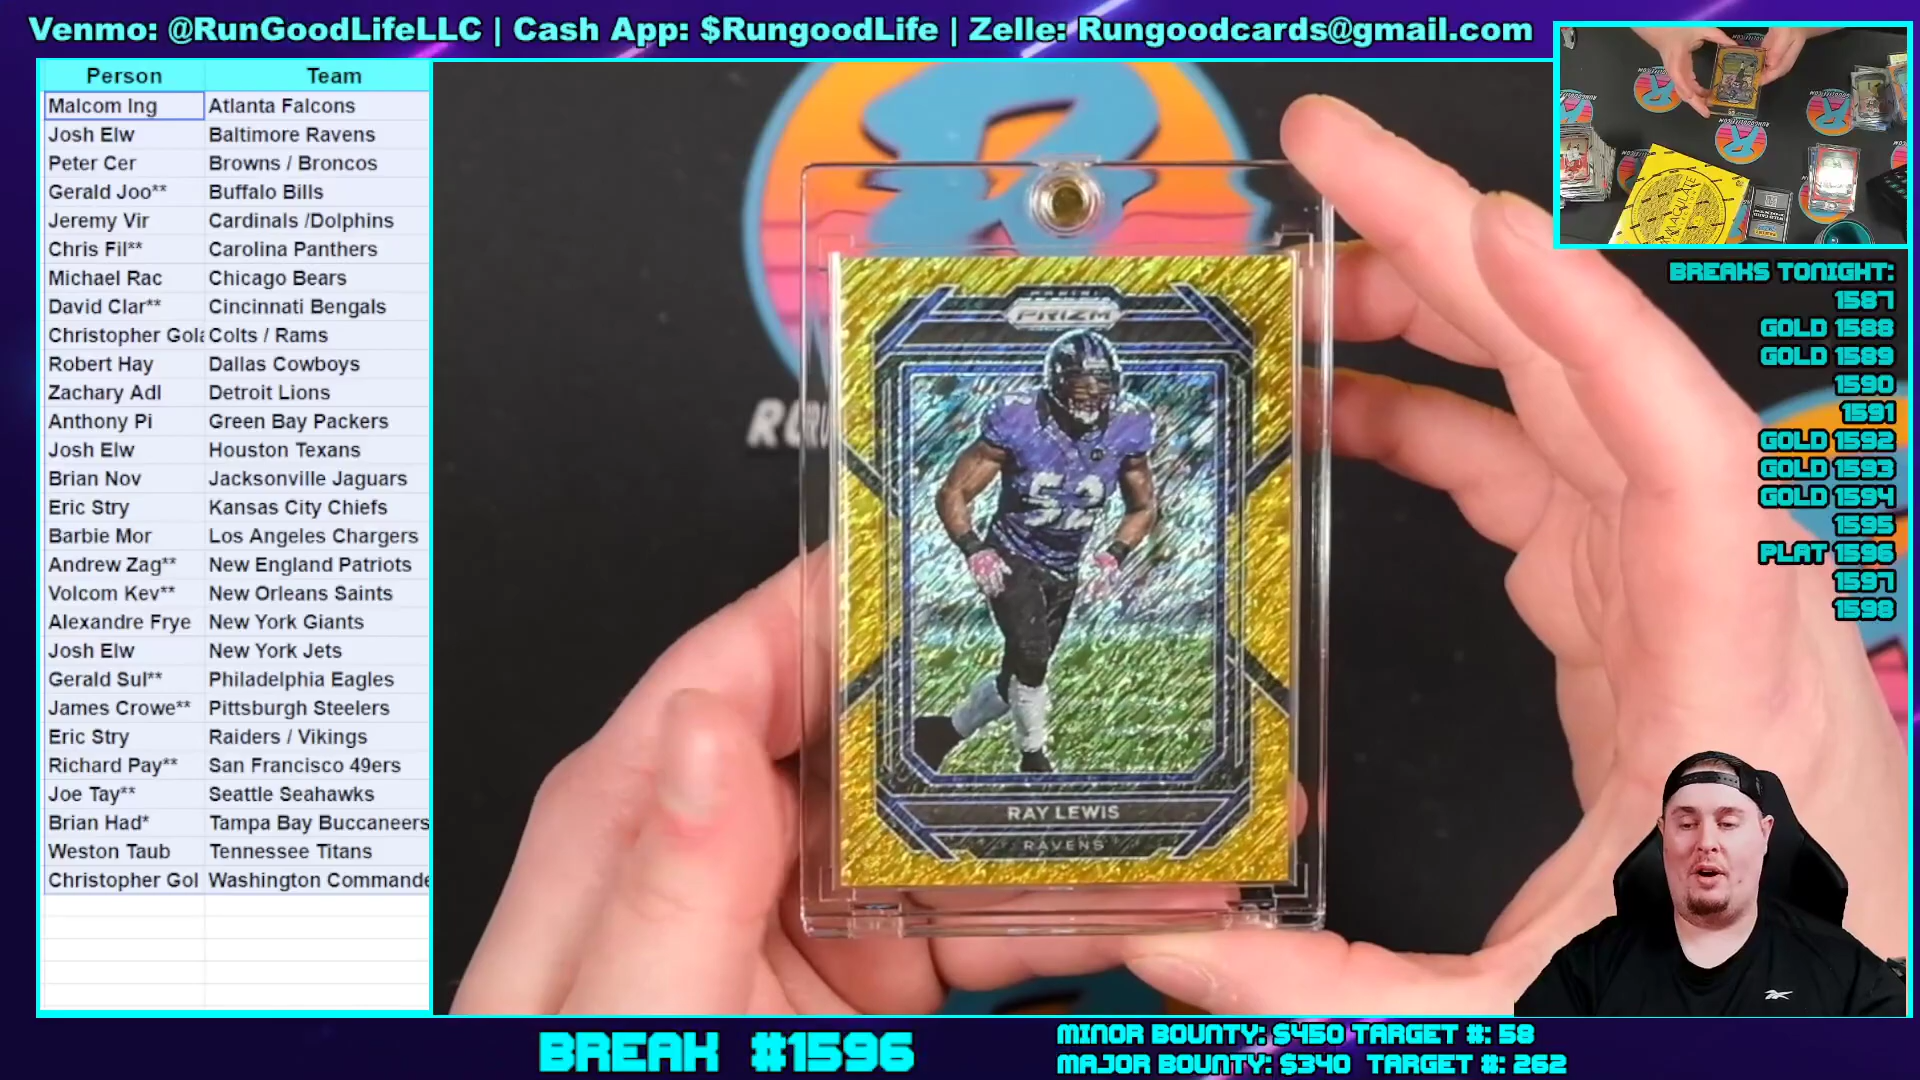 Venmo: @RunGoodLifeLLC | Cash App: $RungoodLife | Zelle: Rungoodcards@gmail.com
Person Team
Malcom Ing Atlanta Falcons
Josh Elw Baltimore Ravens
Peter Cer Browns / Broncos
Gerald Joo** Buffalo Bills
Jeremy Vir Cardinals /Dolphins
Chris Fil** Carolina Panthers
Michael Rac Chicago Bears
David Clar** Cincinnati Bengals
Christopher Gola Colts / Rams
Robert Hay Dallas Cowboys
Zachary Adl Detroit Lions
Anthony Pi Green Bay Packers
Josh Elw Houston Texans
Brian Nov Jacksonville Jaguars
Eric Stry Kansas City Chiefs
Barbie Mor Los Angeles Chargers
Andrew Zag** New England Patriots
Volcom Kev** New Orleans Saints
Alexandre Frye New York Giants
Josh Elw New York Jets
Gerald Sul** Philadelphia Eagles
James Crowe** Pittsburgh Steelers
Eric Stry Raiders / Vikings
Richard Pay** San Francisco 49ers
Joe Tay** Seattle Seahawks
Brian Had* Tampa Bay Buccaneers
Weston Taub Tennessee Titans
Christopher Gol Washington Commande
PANINI
PRIZM
52
RAY LEWIS
RAVENS
BREAKS TONIGHT:
1587
GOLD 1588
GOLD 1589
1590
1591
GOLD 1592
GOLD 1593
GOLD 1594
1595
PLAT 1596
1597
1598
BREAK #1596
MINOR BOUNTY: $450 TARGET #: 58
MAJOR BOUNTY: $340 TARGET #: 262